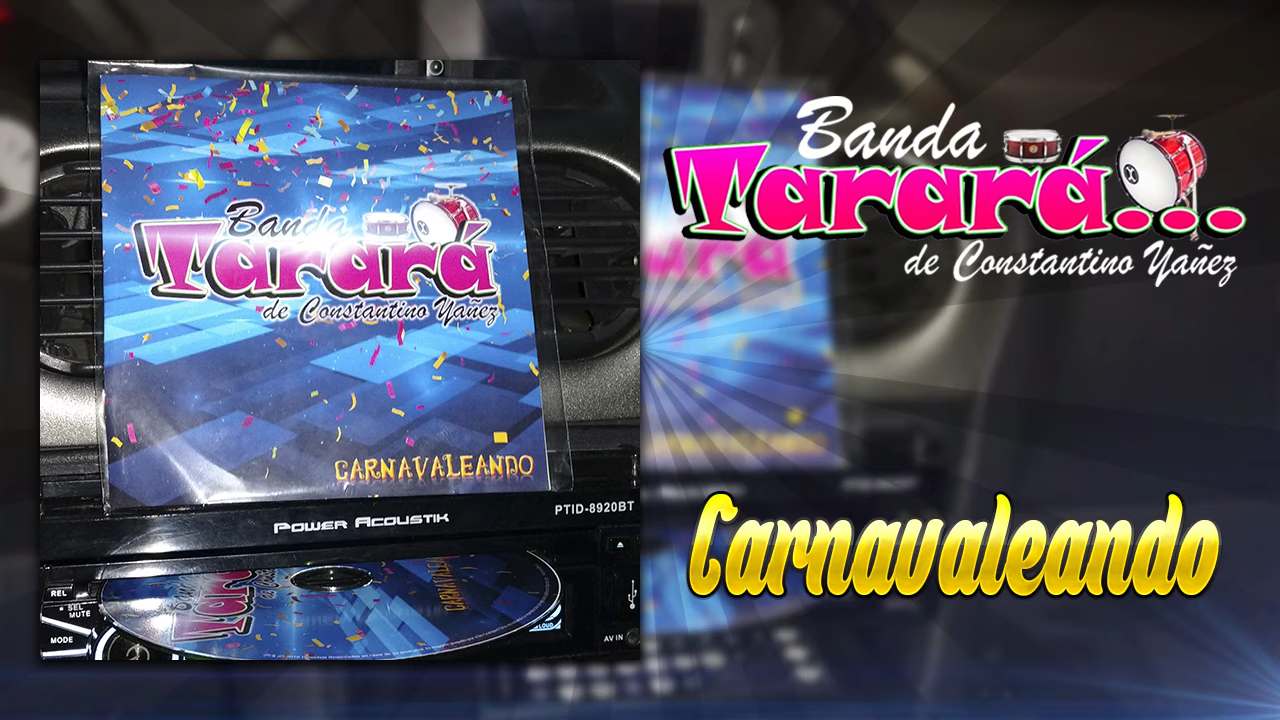 Banda
Tarará
de Constantino Yañez
CARNAVALEANDO
POWER ACOUSTIK
PTID-8920BT
REL
SEL
MUTE
MODE
AV IN
CARNAVALEANDO
Banda
Tarará...
de Constantino Yañez
Carnavaleando